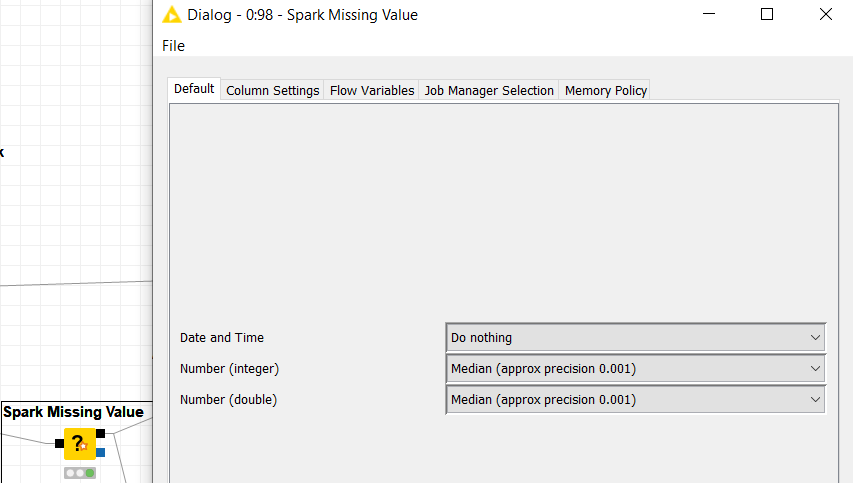 Dialog - 0:98 - Spark Missing Value
File
Default Column Settings Flow Variables Job Manager Selection Memory Policy
k
Date and Time Do nothing
Number (integer) Median (approx precision 0.001)
Number (double) Median (approx precision 0.001)
Spark Missing Value
?